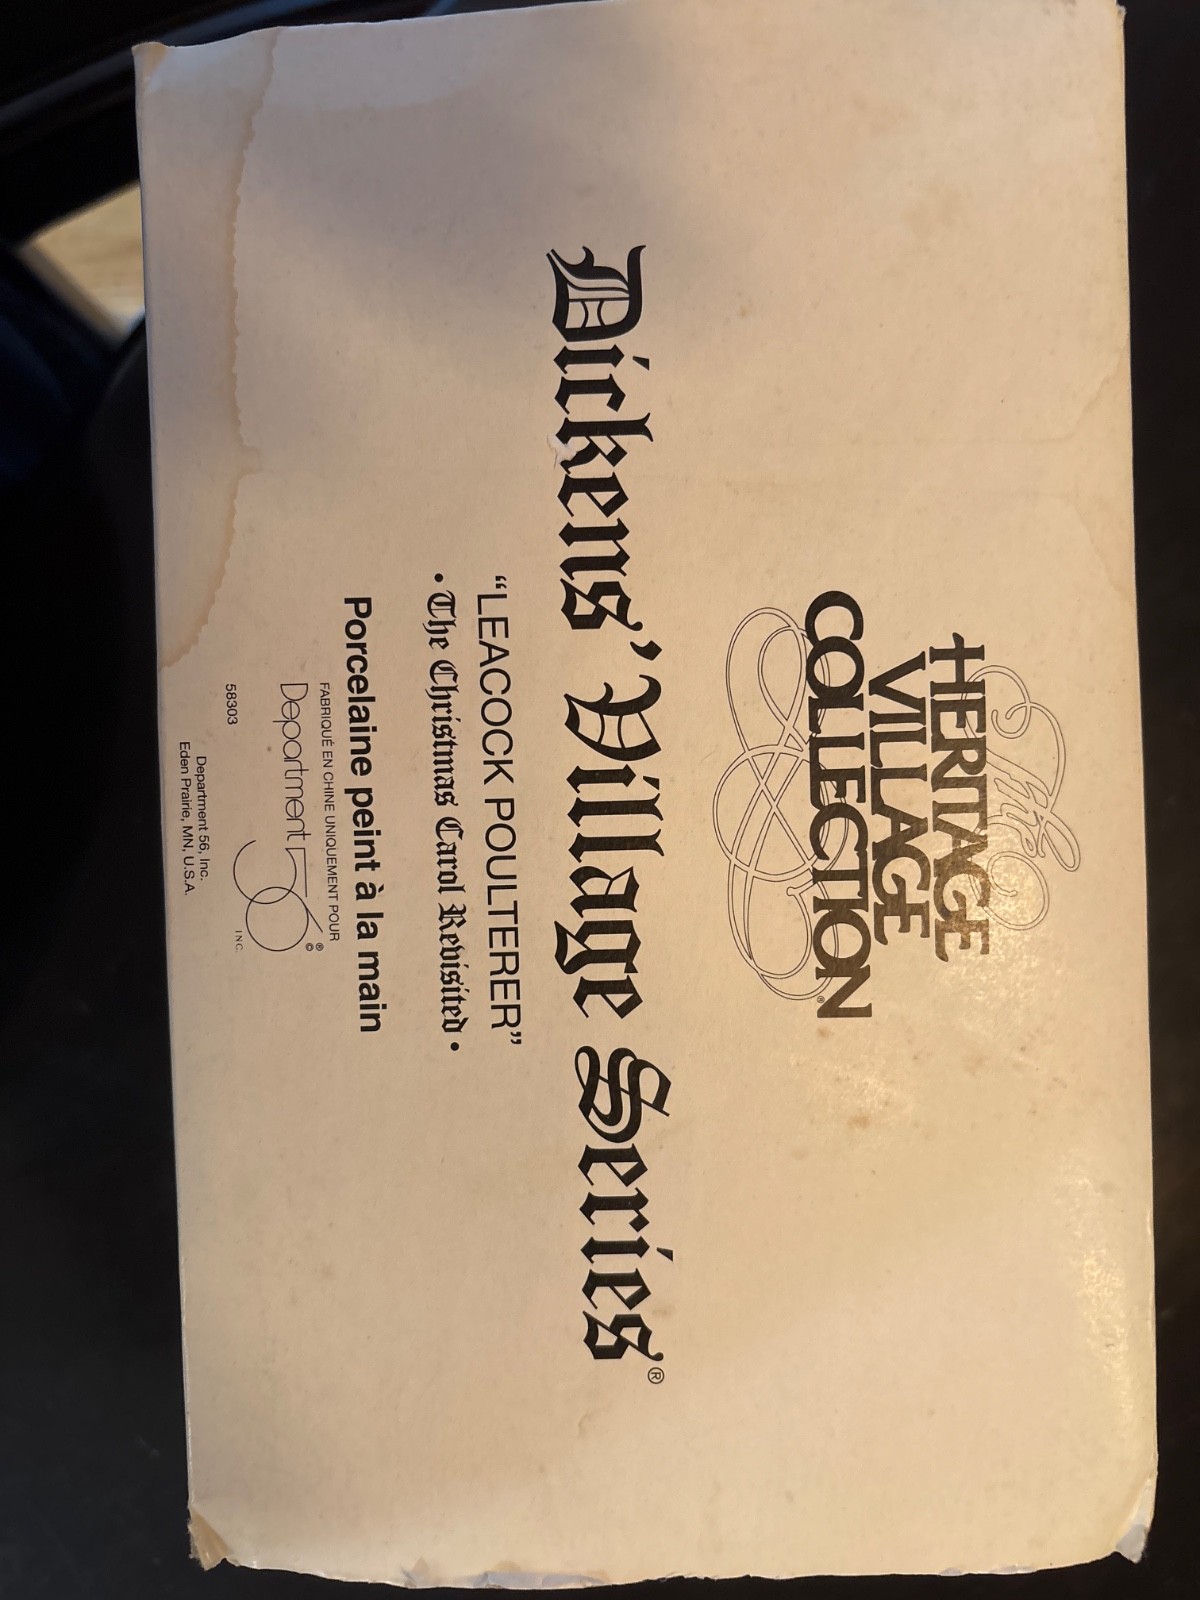 The
HERITAGE
VILLAGE
COLLECTION®
Dickens' Village Series®
“LEACOCK POULTERER”
• The Christmas Carol Revisited •
Porcelaine peint à la main
FABRIQUÉ EN CHINE UNIQUEMENT POUR
Department 56®©
INC.
58303
Department 56, Inc.
Eden Prairie, MN, U.S.A.